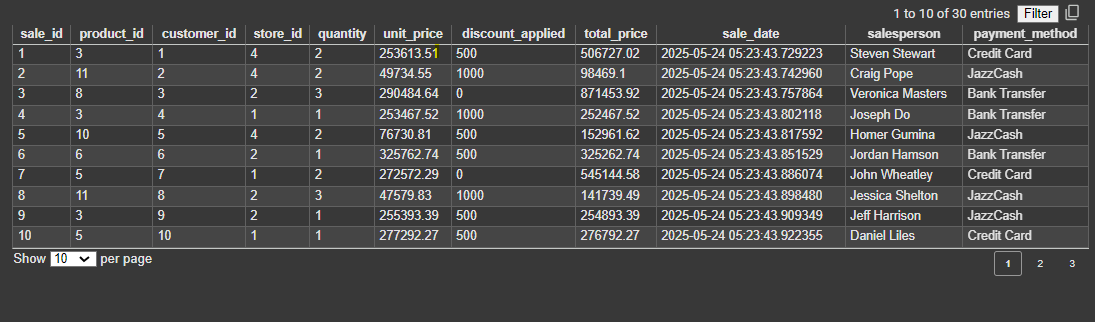 1 to 10 of 30 entries Filter
sale_id product_id customer_id store_id quantity unit_price discount_applied total_price sale_date salesperson payment_method
1 3 1 4 2 253613.51 500 506727.02 2025-05-24 05:23:43.729223 Steven Stewart Credit Card
2 11 2 4 2 49734.55 1000 98469.1 2025-05-24 05:23:43.742960 Craig Pope JazzCash
3 8 3 2 3 290484.64 0 871453.92 2025-05-24 05:23:43.757864 Veronica Masters Bank Transfer
4 3 4 1 1 253467.52 1000 252467.52 2025-05-24 05:23:43.802118 Joseph Do Bank Transfer
5 10 5 4 2 76730.81 500 152961.62 2025-05-24 05:23:43.817592 Homer Gumina JazzCash
6 6 6 2 1 325762.74 500 325262.74 2025-05-24 05:23:43.851529 Jordan Hamson Bank Transfer
7 5 7 1 2 272572.29 0 545144.58 2025-05-24 05:23:43.886074 John Wheatley Credit Card
8 11 8 2 3 47579.83 1000 141739.49 2025-05-24 05:23:43.898480 Jessica Shelton JazzCash
9 3 9 2 1 255393.39 500 254893.39 2025-05-24 05:23:43.909349 Jeff Harrison JazzCash
10 5 10 1 1 277292.27 500 276792.27 2025-05-24 05:23:43.922355 Daniel Liles Credit Card
Show 10 per page 1 2 3